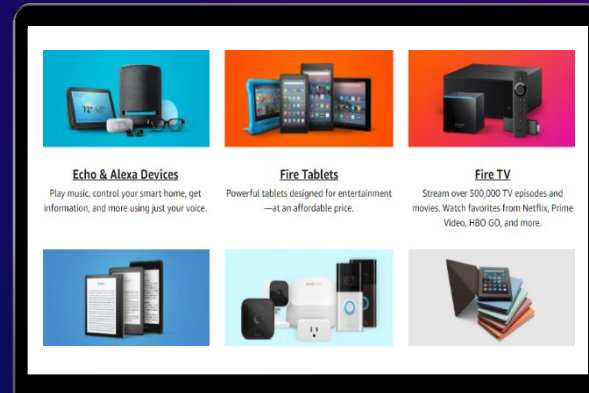 Echo & Alexa Devices
Play music, control your smart home, get
information, and more using just your voice.
Fire Tablets
Powerful tablets designed for entertainment
—at an affordable price.
Fire TV
Stream over 500,000 TV episodes and
movies. Watch favorites from Netflix, Prime
Video, HBO GO, and more.